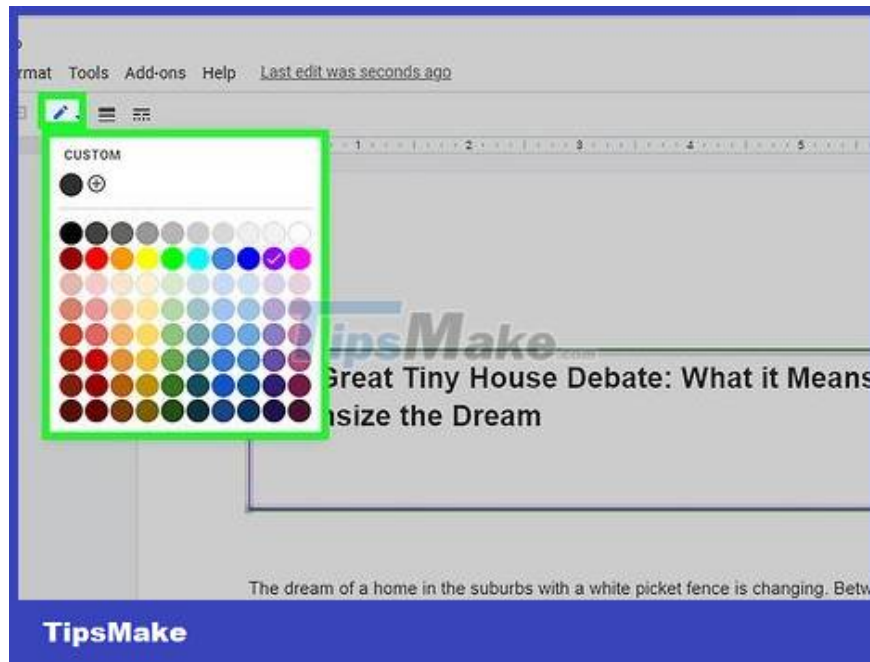 rmat Tools Add-ons Help Last edit was seconds ago
CUSTOM
1 2 3 4 5
TipsMake.com
Great Tiny House Debate: What it Means
nsize the Dream
The dream of a home in the suburbs with a white picket fence is changing. Betw
TipsMake